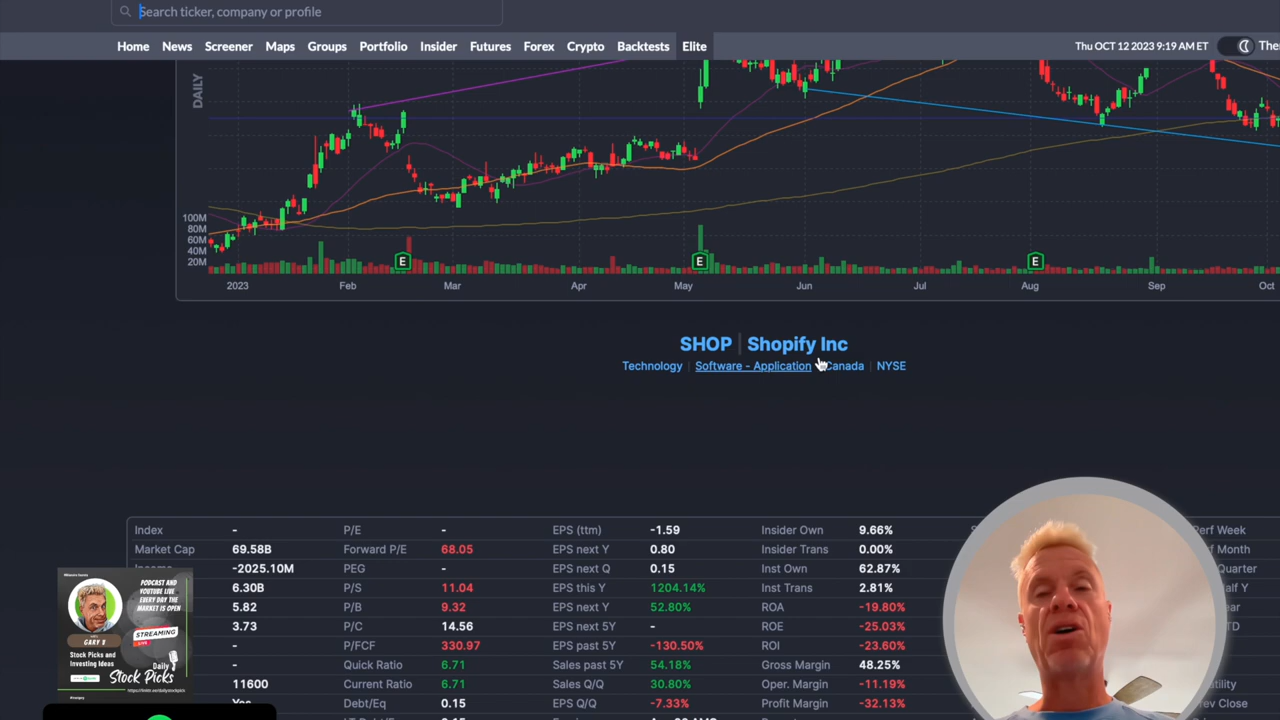 Search ticker, company or profile
Home News Screener Maps Groups Portfolio Insider Futures Forex Crypto Backtests Elite
Thu OCT 12 2023 9:19 AM ET
DAILY
100M
80M
60M
40M
20M
E E E
2023 Feb Mar Apr May Jun Jul Aug Sep Oct
SHOP | Shopify Inc
Technology | Software - Application Canada | NYSE
Index - P/E - EPS (ttm) -1.59 Insider Own 9.66% Perf Week
Market Cap 69.58B Forward P/E 68.05 EPS next Y 0.80 Insider Trans 0.00% Month
-2025.10M PEG - EPS next Q 0.15 Inst Own 62.87% Quarter
6.30B P/S 11.04 EPS this Y 1204.14% Inst Trans 2.81%
5.82 P/B 9.32 EPS next Y 52.80% ROA -19.80%
3.73 P/C 14.56 EPS next 5Y - ROE -25.03%
- P/FCF 330.97 EPS past 5Y -130.50% ROI -23.60%
- Quick Ratio 6.71 Sales past 5Y 54.18% Gross Margin 48.25%
11600 Current Ratio 6.71 Sales Q/Q 30.80% Oper. Margin -11.19%
Debt/Eq 0.15 EPS Q/Q -7.33% Profit Margin -32.13% Prev Close
PODCAST AND
YOUTUBE LIVE
EVERY DAY THE
MARKET IS OPEN
STREAMING
LIVE
GARY V
Stock Picks and
Investing Ideas
Daily
Stock Picks